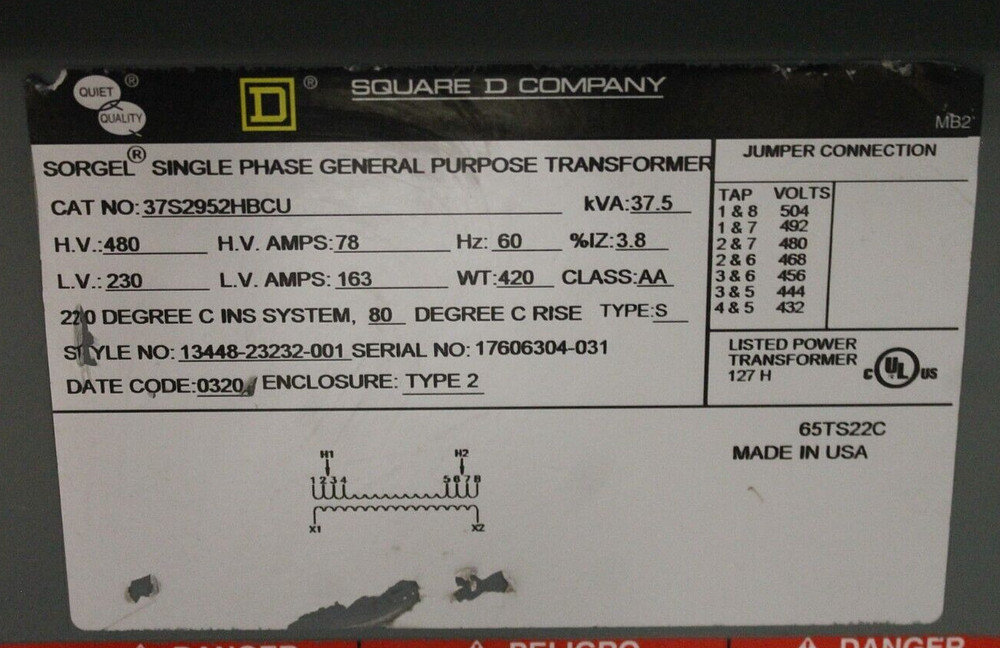 QUIET ®
QUALITY
D ®
SQUARE D COMPANY
MB2
SORGEL® SINGLE PHASE GENERAL PURPOSE TRANSFORMER
CAT NO: 37S2952HBCU kVA: 37.5
H.V.: 480 H.V. AMPS: 78 Hz: 60 %IZ: 3.8
L.V.: 230 L.V. AMPS: 163 WT: 420 CLASS: AA
220 DEGREE C INS SYSTEM, 80 DEGREE C RISE TYPE: S
STYLE NO: 13448-23232-001 SERIAL NO: 17606304-031
DATE CODE: 0320 ENCLOSURE: TYPE 2
JUMPER CONNECTION
TAP VOLTS
1 & 8 504
1 & 7 492
2 & 7 480
2 & 6 468
3 & 6 456
3 & 5 444
4 & 5 432
LISTED POWER
TRANSFORMER
127 H
C UL US
65TS22C
MADE IN USA
H1 H2
1 2 3 4 5 6 7 8
X1 X2
DANGER PELIGRO DANGER